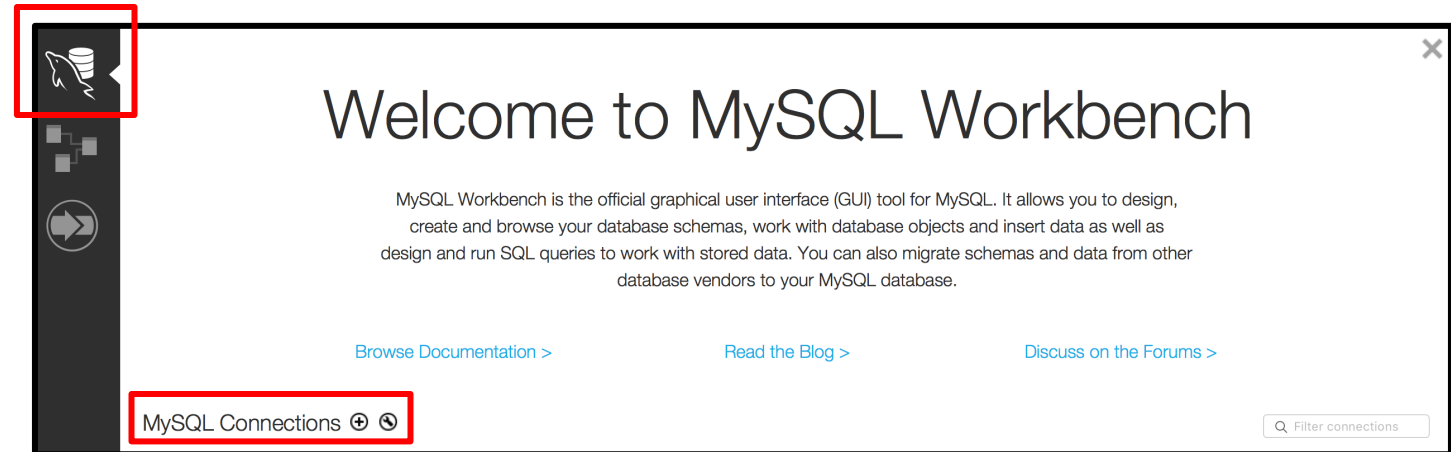 Welcome to MySQL Workbench
MySQL Workbench is the official graphical user interface (GUI) tool for MySQL. It allows you to design,
create and browse your database schemas, work with database objects and insert data as well as
design and run SQL queries to work with stored data. You can also migrate schemas and data from other
database vendors to your MySQL database.
Browse Documentation > Read the Blog > Discuss on the Forums >
MySQL Connections Filter connections